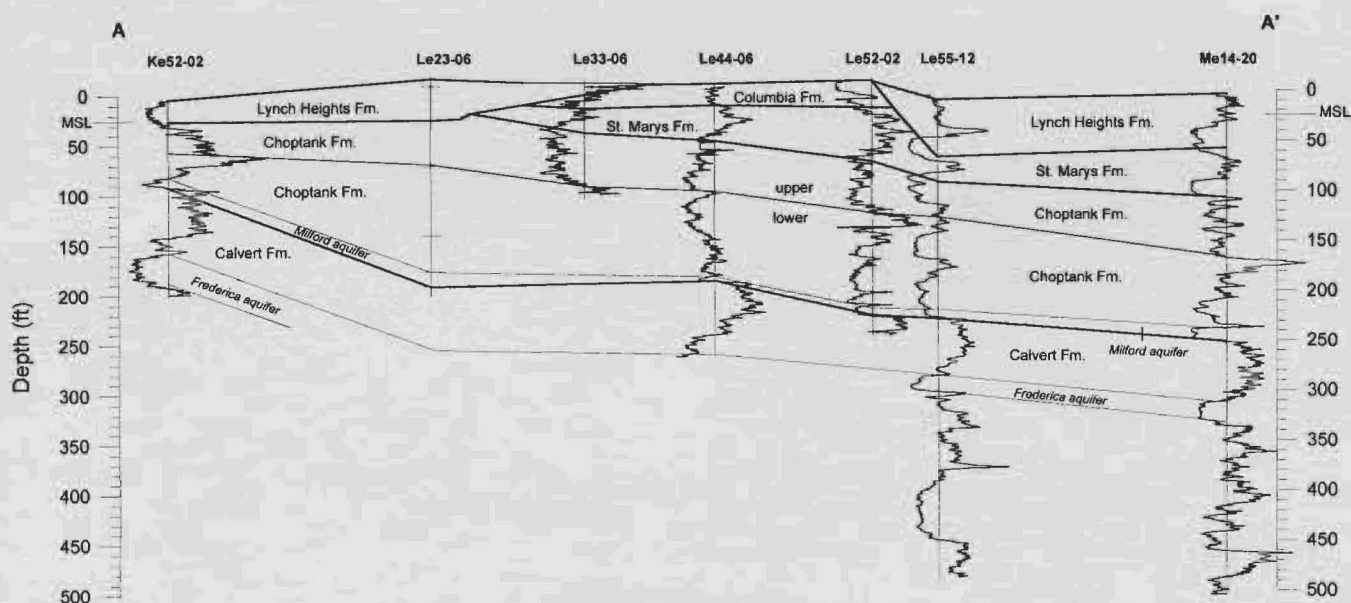 A
A'
Ke52-02
Le23-06
Le33-06
Le44-06
Le52-02
Le55-12
Me14-20
0
MSL
50
100
150
200
250
300
350
400
450
500
Depth (ft)
Lynch Heights Fm.
Choptank Fm.
Choptank Fm.
Milford aquifer
Calvert Fm.
Frederica aquifer
Columbia Fm.
St. Marys Fm.
upper
lower
Lynch Heights Fm.
St. Marys Fm.
Choptank Fm.
Choptank Fm.
Milford aquifer
Calvert Fm.
Frederica aquifer
0
MSL
50
100
150
200
250
300
350
400
450
500